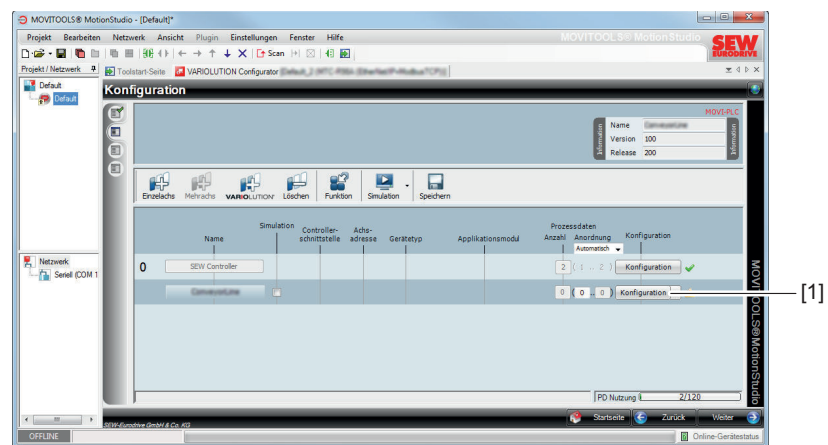 MOVITOOLS® MotionStudio - [Default]*
Projekt Bearbeiten Netzwerk Ansicht Plugin Einstellungen Fenster Hilfe
MOVITOOLS® MotionStudio
SEW
EURODRIVE
Scan
Projekt / Netzwerk
Toolstart-Seite VARIOLUTION Configurator
Default
Default
Konfiguration
MOVI-PLC
Information
Name
Version 100
Release 200
Information
Einzelachs Mehrachs VARIOLUTION Löschen Funktion Simulation Speichern
Name
Simulation
Controller-schnittstelle
Achs-adresse
Gerätetyp
Applikationsmodul
Prozessdaten
Anzahl Anordnung
Automatisch
Konfiguration
0 SEW Controller 2 ( 1 .. 2 ) Konfiguration
0 ( 0 .. 0 ) Konfiguration
[1]
Netzwerk
Seriell (COM 1
MOVITOOLS®MotionStudio
PD Nutzung 2/120
Startseite Zurück Weiter
SEW-Eurodrive GmbH & Co. KG
OFFLINE
Online-Gerätestatus